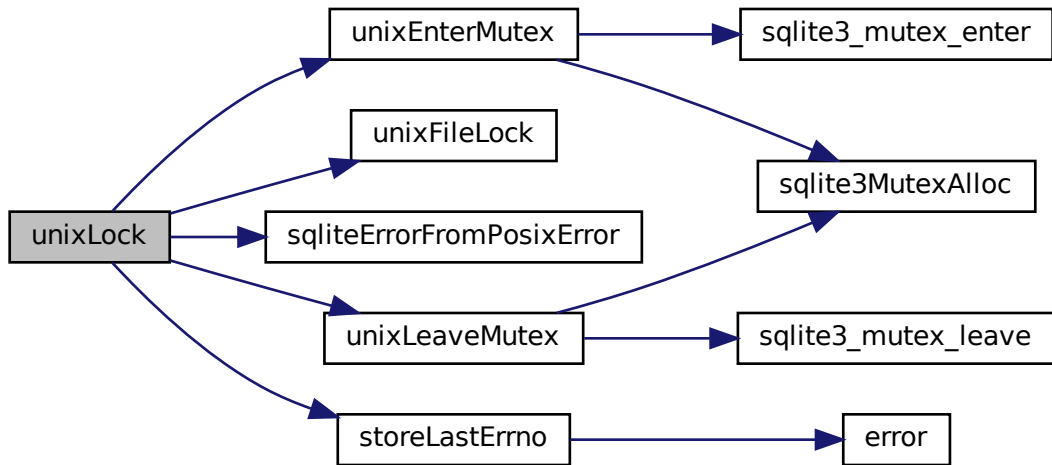 unixEnterMutex
sqlite3_mutex_enter
unixFileLock
sqlite3MutexAlloc
unixLock
sqliteErrorFromPosixError
unixLeaveMutex
sqlite3_mutex_leave
storeLastErrno
error